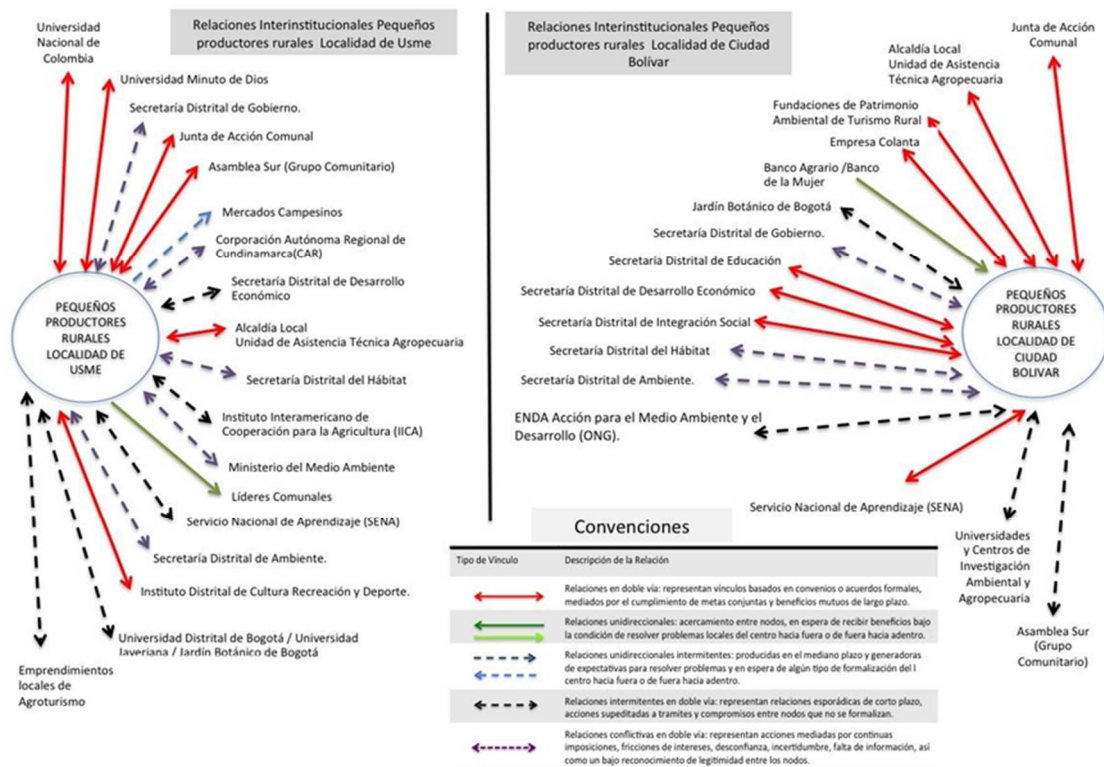 Relaciones Interinstitucionales Pequeños
productores rurales Localidad de Usme
Universidad
Nacional de
Colombia
Universidad Minuto de Dios
Secretaría Distrital de Gobierno.
Junta de Acción Comunal
Asamblea Sur (Grupo Comunitario)
Mercados Campesinos
Corporación Autónoma Regional de
Cundinamarca(CAR)
Secretaría Distrital de Desarrollo
Económico
PEQUEÑOS
PRODUCTORES
RURALES
LOCALIDAD DE
USME
Alcaldía Local
Unidad de Asistencia Técnica Agropecuaria
Secretaría Distrital del Hábitat
Instituto Interamericano de
Cooperación para la Agricultura (IICA)
Ministerio del Medio Ambiente
Líderes Comunales
Servicio Nacional de Aprendizaje (SENA)
Secretaría Distrital de Ambiente.
Instituto Distrital de Cultura Recreación y Deporte.
Universidad Distrital de Bogotá / Universidad
Javeriana / Jardín Botánico de Bogotá
Emprendimientos
locales de
Agroturismo
Relaciones Interinstitucionales Pequeños
productores rurales Localidad de Ciudad
Bolívar
Junta de Acción
Comunal
Alcaldía Local
Unidad de Asistencia
Técnica Agropecuaria
Fundaciones de Patrimonio
Ambiental de Turismo Rural
Empresa Colanta
Banco Agrario /Banco
de la Mujer
Jardín Botánico de Bogotá
Secretaría Distrital de Gobierno.
Secretaría Distrital de Educación
Secretaría Distrital de Desarrollo Económico
Secretaría Distrital de Integración Social
Secretaría Distrital del Hábitat
Secretaría Distrital de Ambiente.
PEQUEÑOS
PRODUCTORES
RURALES
LOCALIDAD DE
CIUDAD
BOLIVAR
ENDA Acción para el Medio Ambiente y el
Desarrollo (ONG).
Servicio Nacional de Aprendizaje (SENA)
Universidades
y Centros de
Investigación
Ambiental y
Agropecuaria
Asamblea Sur
(Grupo
Comunitario)
Convenciones
Tipo de Vínculo Descripción de la Relación
Relaciones en doble vía: representan vínculos basados en convenios o acuerdos formales,
mediados por el cumplimiento de metas conjuntas y beneficios mutuos de largo plazo.
Relaciones unidireccionales: acercamiento entre nodos, en espera de recibir beneficios bajo
la condición de resolver problemas locales del centro hacia fuera o de fuera hacia adentro.
Relaciones unidireccionales intermitentes: producidas en el mediano plazo y generadoras
de expectativas para resolver problemas y en espera de algún tipo de formalización del l
centro hacia fuera o de fuera hacia adentro.
Relaciones intermitentes en doble vía: representan relaciones esporádicas de corto plazo,
acciones supeditadas a tramites y compromisos entre nodos que no se formalizan.
Relaciones conflictivas en doble vía: representan acciones mediadas por continuas
imposiciones, fricciones de intereses, desconfianza, incertidumbre, falta de información, así
como un bajo reconocimiento de legitimidad entre los nodos.